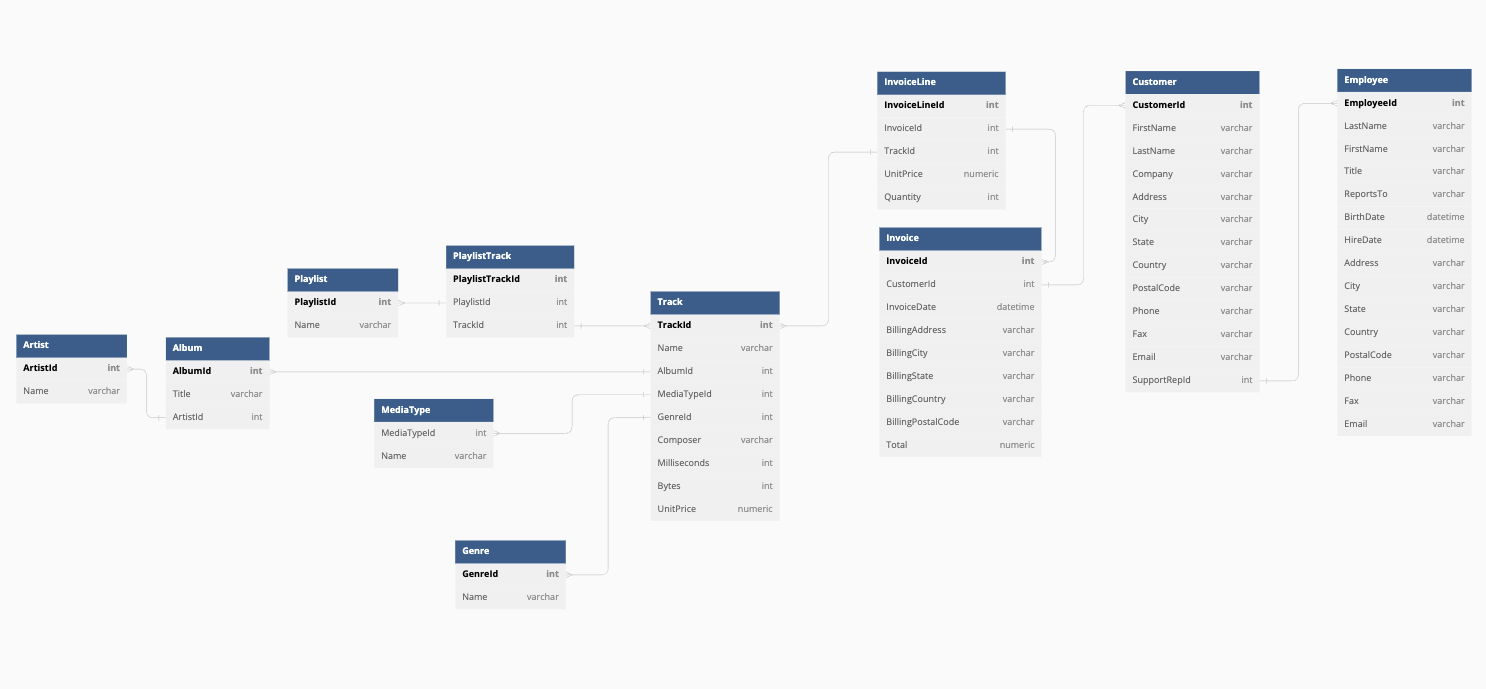 Artist
ArtistId int
Name varchar
Album
AlbumId int
Title varchar
ArtistId int
Playlist
PlaylistId int
Name varchar
MediaType
MediaTypeId int
Name varchar
PlaylistTrack
PlaylistTrackId int
PlaylistId int
TrackId int
Genre
GenreId int
Name varchar
Track
TrackId int
Name varchar
AlbumId int
MediaTypeId int
GenreId int
Composer varchar
Milliseconds int
Bytes int
UnitPrice numeric
InvoiceLine
InvoiceLineId int
InvoiceId int
TrackId int
UnitPrice numeric
Quantity int
Invoice
InvoiceId int
CustomerId int
InvoiceDate datetime
BillingAddress varchar
BillingCity varchar
BillingState varchar
BillingCountry varchar
BillingPostalCode varchar
Total numeric
Customer
CustomerId int
FirstName varchar
LastName varchar
Company varchar
Address varchar
City varchar
State varchar
Country varchar
PostalCode varchar
Phone varchar
Fax varchar
Email varchar
SupportRepId int
Employee
EmployeeId int
LastName varchar
FirstName varchar
Title varchar
ReportsTo varchar
BirthDate datetime
HireDate datetime
Address varchar
City varchar
State varchar
Country varchar
PostalCode varchar
Phone varchar
Fax varchar
Email varchar